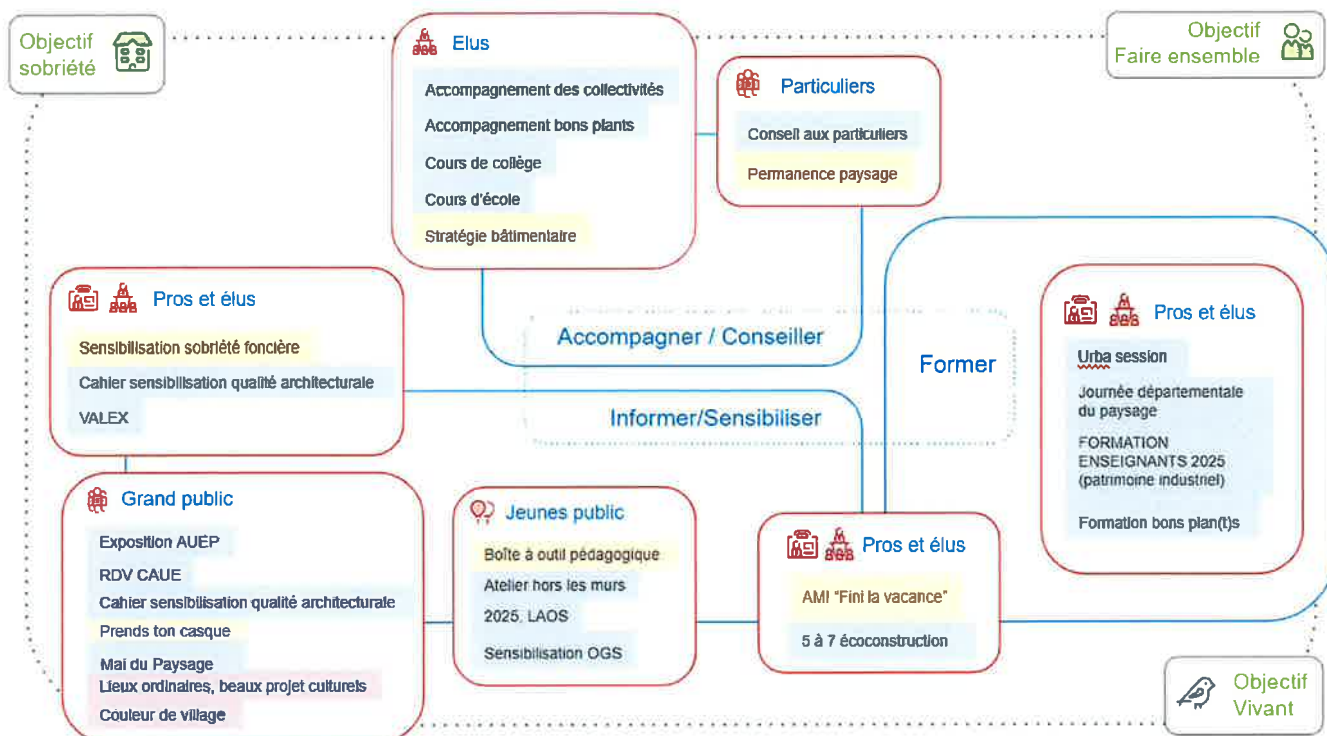 Objectif
sobriété
Elus
Accompagnement des collectivités
Accompagnement bons plants
Cours de collège
Cours d'école
Stratégie bâtimentaire
Particuliers
Conseil aux particuliers
Permanence paysage
Objectif
Faire ensemble
Pros et élus
Sensibilisation sobriété foncière
Cahier sensibilisation qualité architecturale
VALEX
Accompagner / Conseiller
Informer/Sensibiliser
Former
Pros et élus
Urba session
Journée départementale
du paysage
FORMATION
ENSEIGNANTS 2025
(patrimoine industriel)
Formation bons plan(t)s
Grand public
Exposition AUEP
RDV CAUE
Cahier sensibilisation qualité architecturale
Prends ton casque
Mai du Paysage
Lieux ordinaires, beaux projet culturels
Couleur de village
Jeunes public
Boîte à outil pédagogique
Atelier hors les murs
2025, LAOS
Sensibilisation OGS
Pros et élus
AMI "Fini la vacance"
5 à 7 écoconstruction
Objectif
Vivant